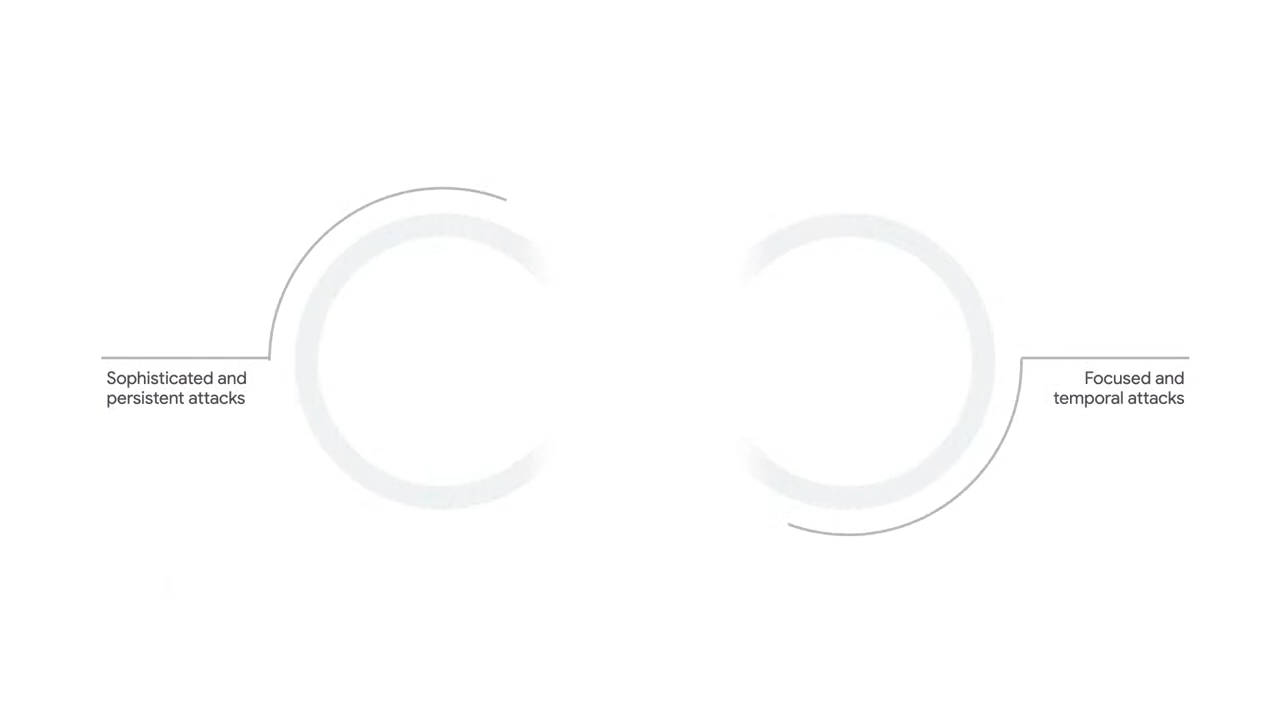 Sophisticated and
persistent attacks
Focused and
temporal attacks